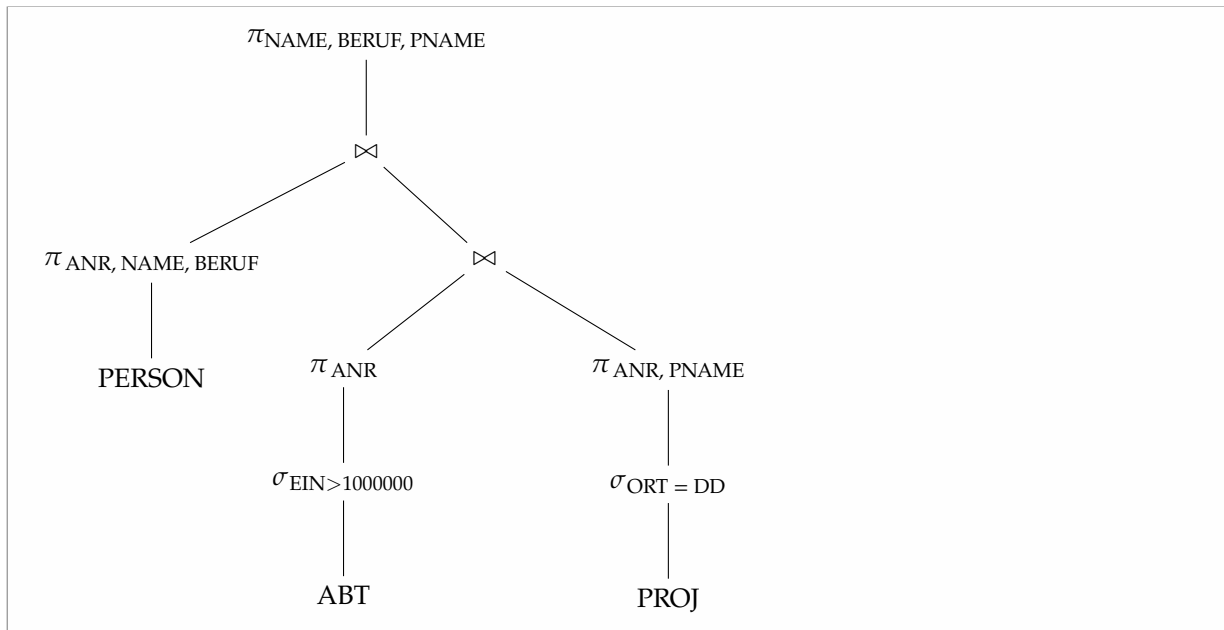 πNAME, BERUF, PNAME
⋈
πANR, NAME, BERUF
⋈
PERSON
πANR
πANR, PNAME
σEIN>1000000
σORT = DD
ABT
PROJ